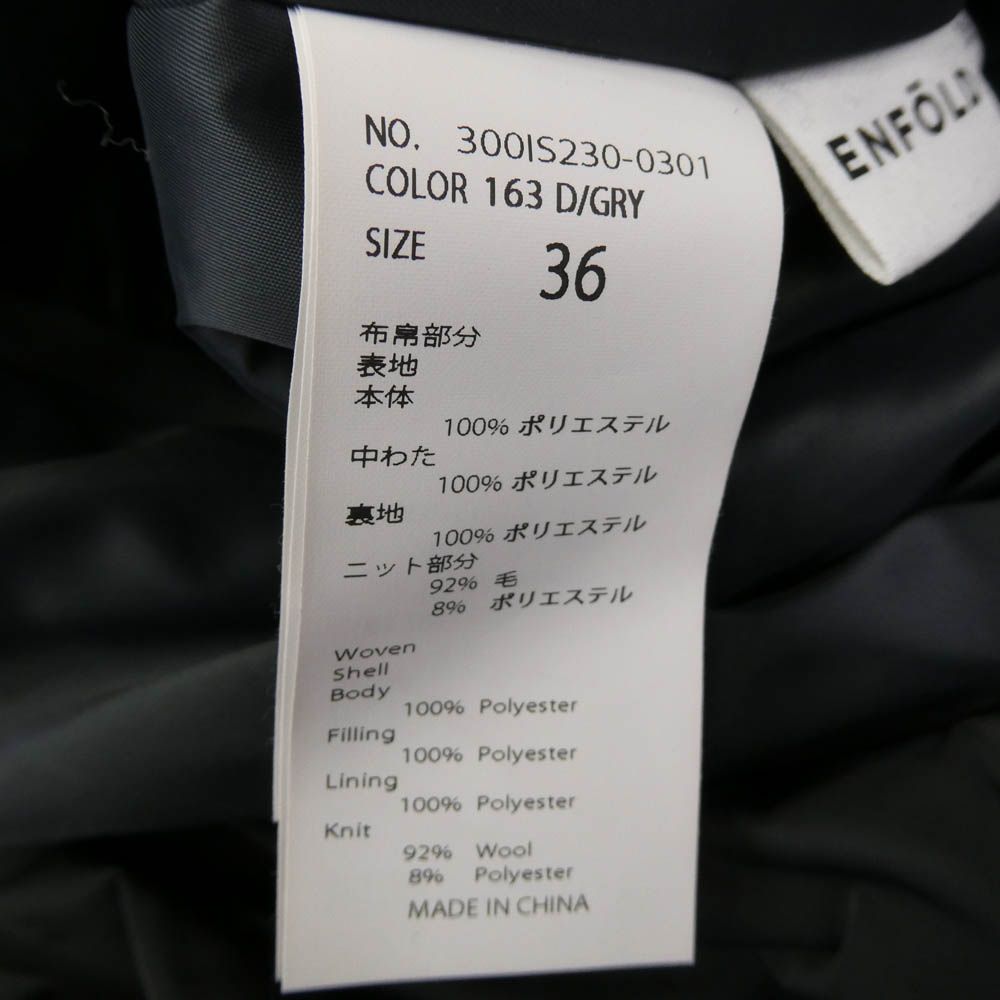 NO. 300IS230-0301
COLOR 163 D/GRY
SIZE 36
布帛部分
表地
本体
100% ポリエステル
中わた
100% ポリエステル
裏地
100% ポリエステル
ニット部分
92% 毛
8% ポリエステル
Woven
Shell
Body
100% Polyester
Filling
100% Polyester
Lining
100% Polyester
Knit
92% Wool
8% Polyester
MADE IN CHINA
ENFÖLD